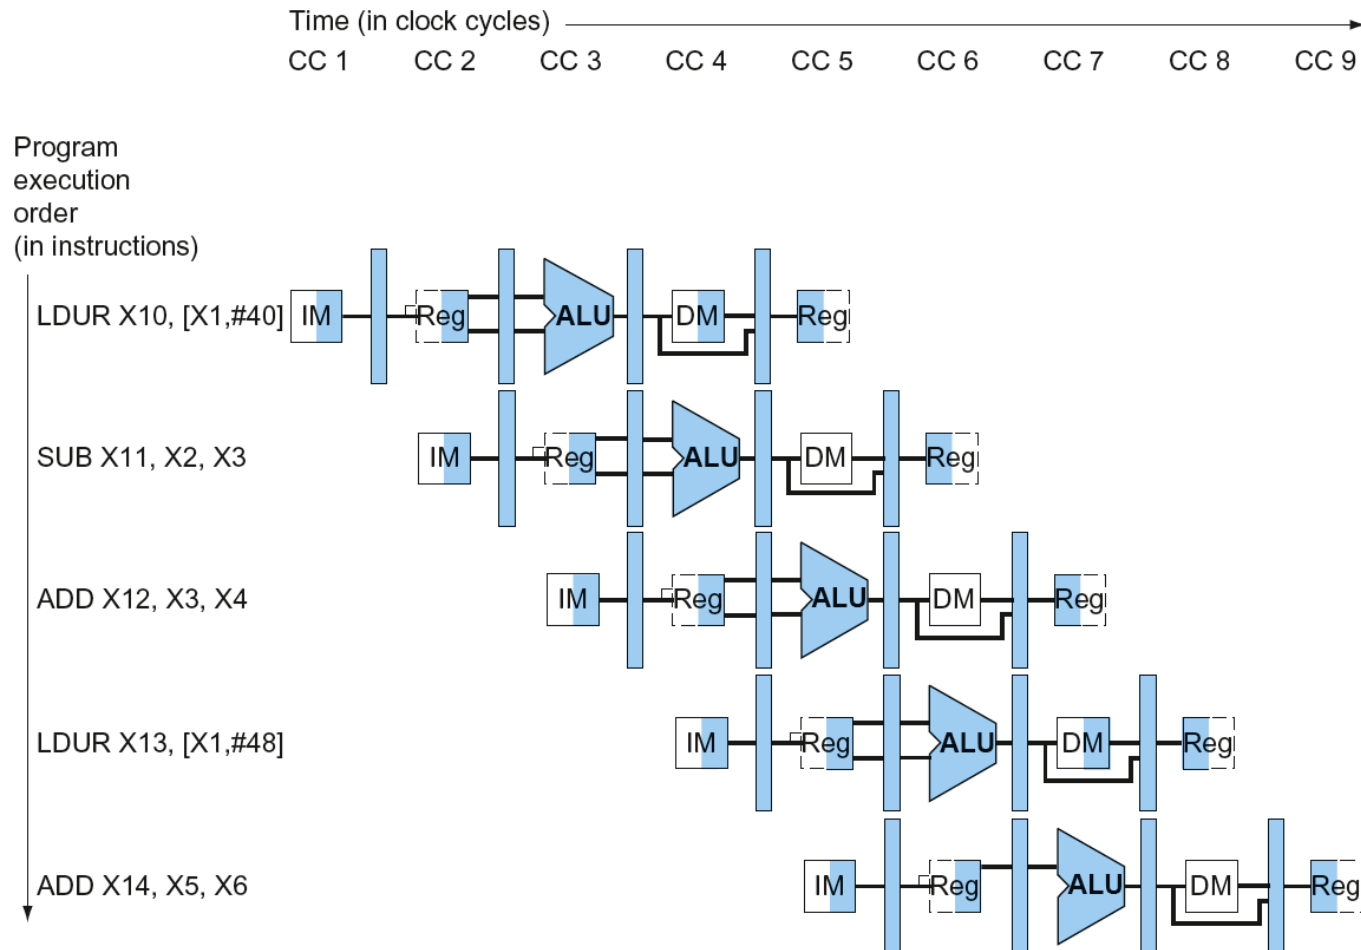 Time (in clock cycles)
CC 1 CC 2 CC 3 CC 4 CC 5 CC 6 CC 7 CC 8 CC 9
Program
execution
order
(in instructions)
LDUR X10, [X1,#40] IM Reg ALU DM Reg
SUB X11, X2, X3 IM Reg ALU DM Reg
ADD X12, X3, X4 IM Reg ALU DM Reg
LDUR X13, [X1,#48] IM Reg ALU DM Reg
ADD X14, X5, X6 IM Reg ALU DM Reg